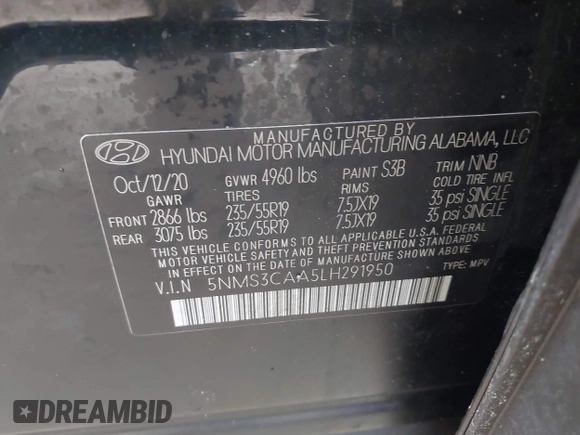 MANUFACTURED BY
HYUNDAI MOTOR MANUFACTURING ALABAMA, LLC
Oct/12/20 GVWR 4960 lbs PAINT S3B TRIM NNB
GAWR TIRES RIMS COLD TIRE INFL
FRONT 2866 lbs 235/55R19 7.5JX19 35 psi SINGLE
REAR 3075 lbs 235/55R19 7.5JX19 35 psi SINGLE
THIS VEHICLE CONFORMS TO ALL APPLICABLE U.S.A. FEDERAL
MOTOR VEHICLE SAFETY AND THEFT PREVENTION STANDARDS
IN EFFECT ON THE DATE OF MANUFACTURE SHOWN ABOVE.
V.I.N 5NMS3CAA5LH291950 TYPE: MPV
DREAMBID